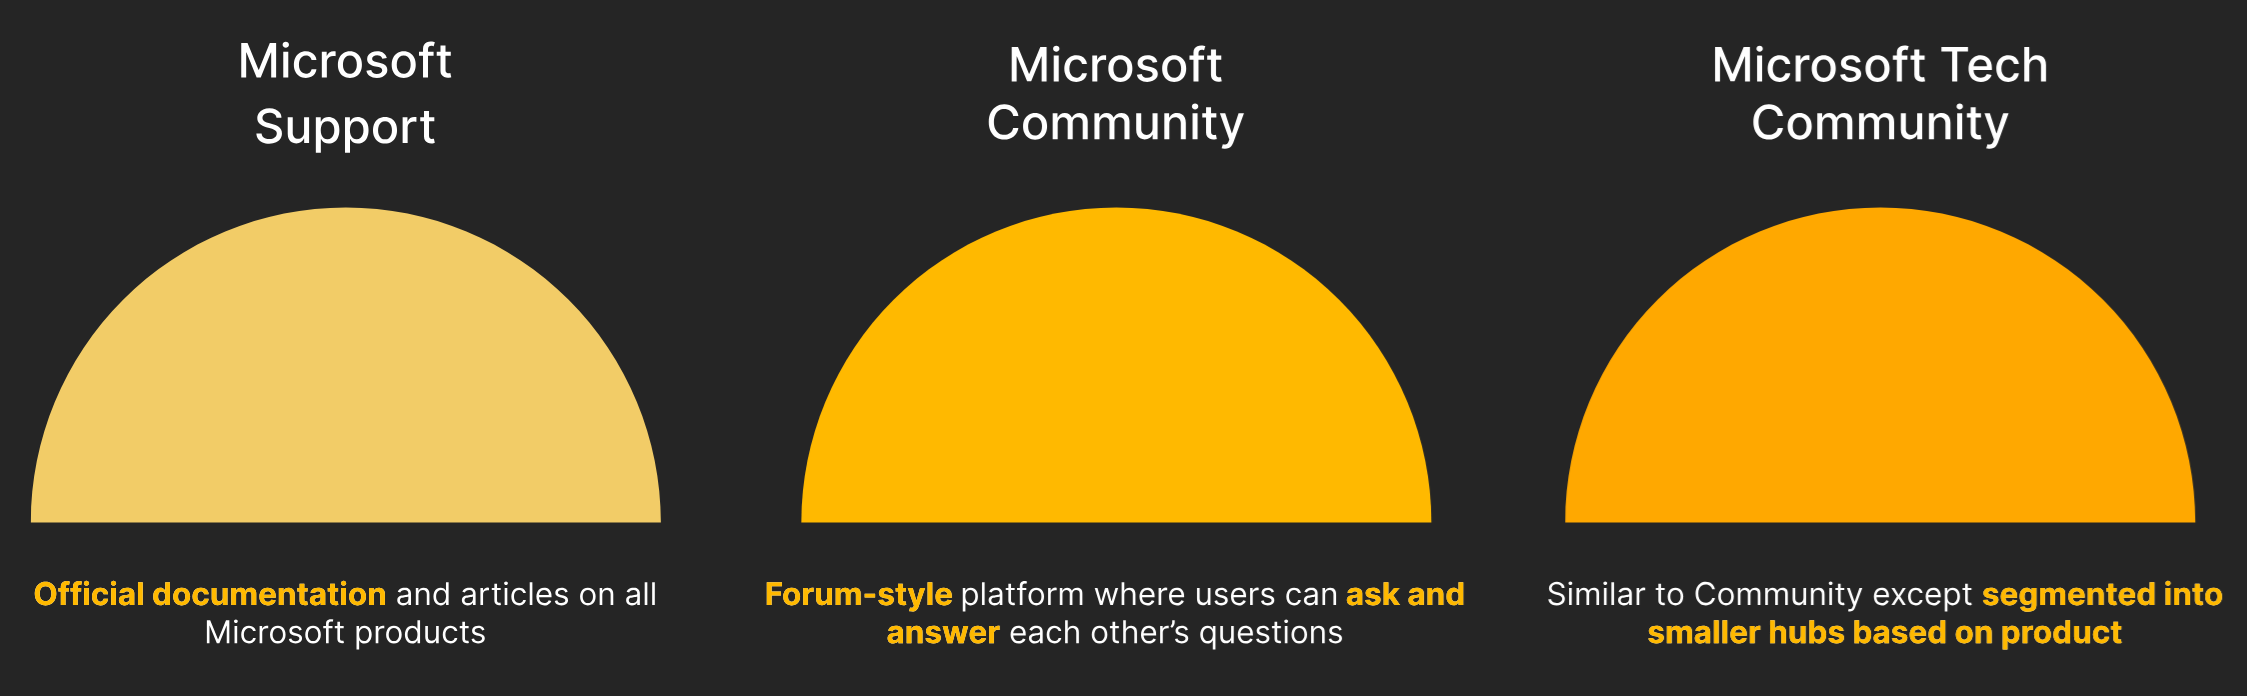 Microsoft
Support
Microsoft
Community
Microsoft Tech
Community
Official documentation and articles on all
Microsoft products
Forum-style platform where users can ask and
answer each other’s questions
Similar to Community except segmented into
smaller hubs based on product